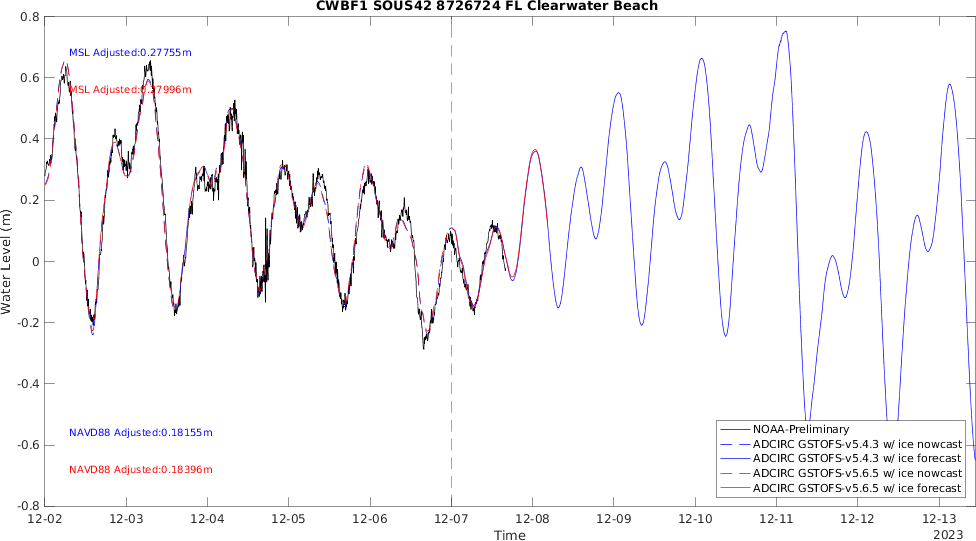 CWBF1 SOUS42 8726724 FL Clearwater Beach
0.8
0.6
0.4
0.2
0
-0.2
-0.4
-0.6
-0.8
Water Level (m)
MSL Adjusted:0.27755m
MSL Adjusted:0.27996m
NAVD88 Adjusted:0.18155m
NAVD88 Adjusted:0.18396m
NOAA-Preliminary
ADCIRC GSTOFS-v5.4.3 w/ ice nowcast
ADCIRC GSTOFS-v5.4.3 w/ ice forecast
ADCIRC GSTOFS-v5.6.5 w/ ice nowcast
ADCIRC GSTOFS-v5.6.5 w/ ice forecast
12-02 12-03 12-04 12-05 12-06 12-07 12-08 12-09 12-10 12-11 12-12 12-13
Time
2023